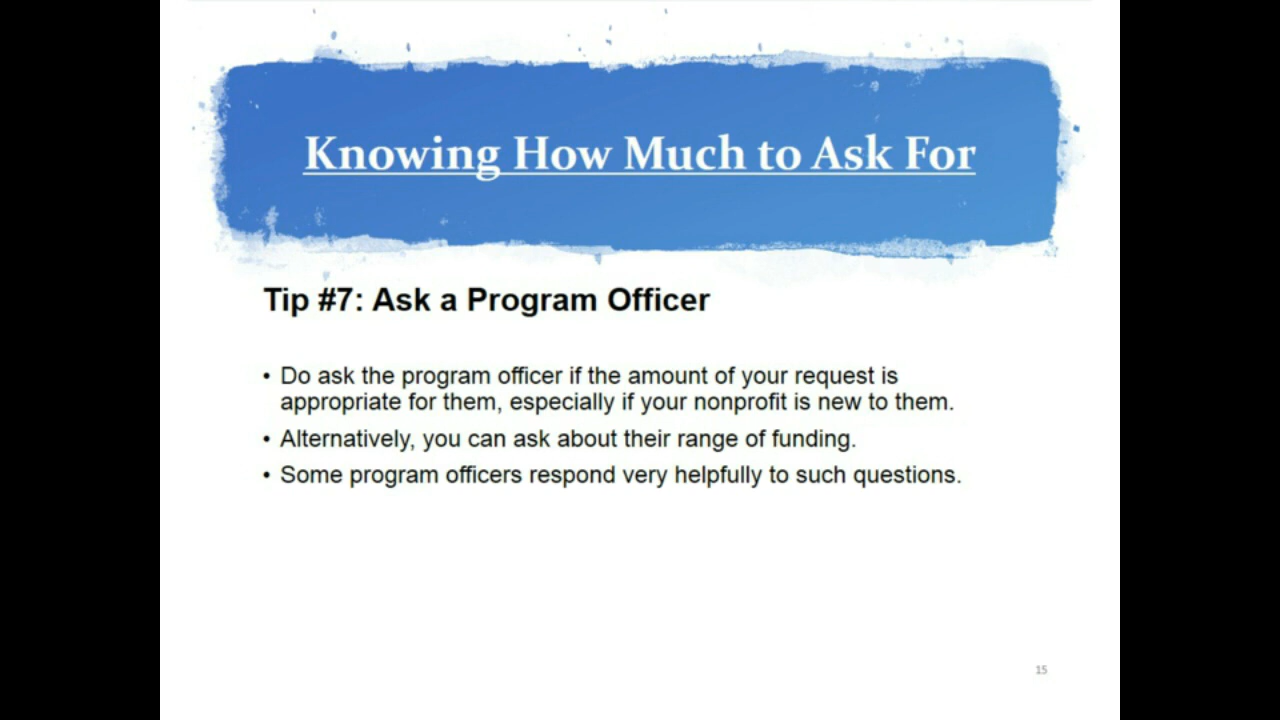 Knowing How Much to Ask For
Tip #7: Ask a Program Officer
• Do ask the program officer if the amount of your request is
appropriate for them, especially if your nonprofit is new to them.
• Alternatively, you can ask about their range of funding.
• Some program officers respond very helpfully to such questions.
15